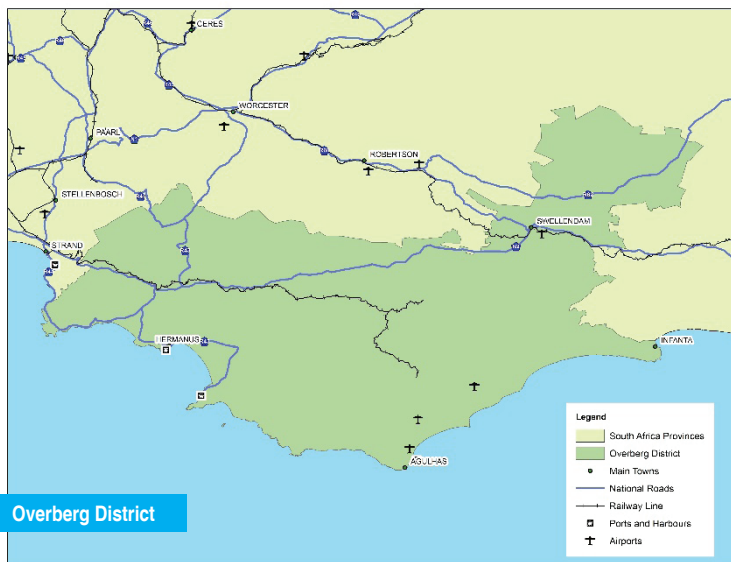 CERES
WORCESTER
PAARL
ROBERTSON
STELLENBOSCH
SWELLENDAM
STRAND
HERMANUS
INFANTA
AGULHAS
Legend
South Africa Provinces
Overberg District
Main Towns
National Roads
Railway Line
Ports and Harbours
Airports
Overberg District